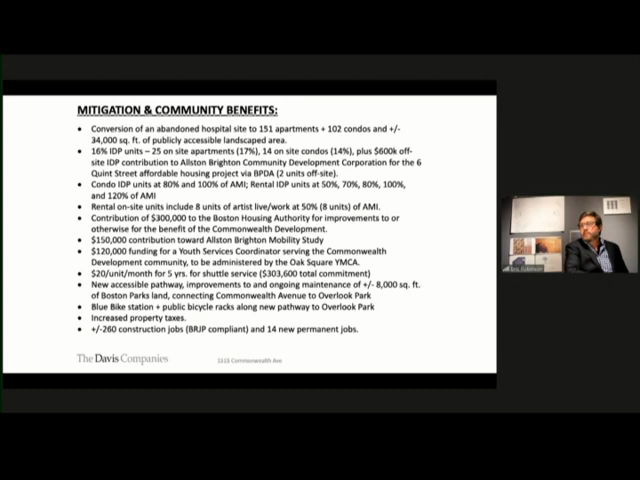 MITIGATION & COMMUNITY BENEFITS:
• Conversion of an abandoned hospital site to 151 apartments + 102 condos and +/-
34,000 sq. ft. of publicly accessible landscaped area.
• 16% IDP units – 25 on site apartments (17%), 14 on site condos (14%), plus $600k off-
site IDP contribution to Allston Brighton Community Development Corporation for the 6
Quint Street affordable housing project via BPDA (2 units off-site).
• Condo IDP units at 80% and 100% of AMI; Rental IDP units at 50%, 70%, 80%, 100%,
and 120% of AMI
• Rental on-site units include 8 units of artist live/work at 50% (8 units) of AMI.
• Contribution of $300,000 to the Boston Housing Authority for improvements to or
otherwise for the benefit of the Commonwealth Development.
• $150,000 contribution toward Allston Brighton Mobility Study
• $120,000 funding for a Youth Services Coordinator serving the Commonwealth
Development community, to be administered by the Oak Square YMCA.
• $20/unit/month for 5 yrs. for shuttle service ($303,600 total commitment)
• New accessible pathway, improvements to and ongoing maintenance of +/- 8,000 sq. ft.
of Boston Parks land, connecting Commonwealth Avenue to Overlook Park
• Blue Bike station + public bicycle racks along new pathway to Overlook Park
• Increased property taxes.
• +/-260 construction jobs (BRJP compliant) and 14 new permanent jobs.
The Davis Companies
1515 Commonwealth Ave